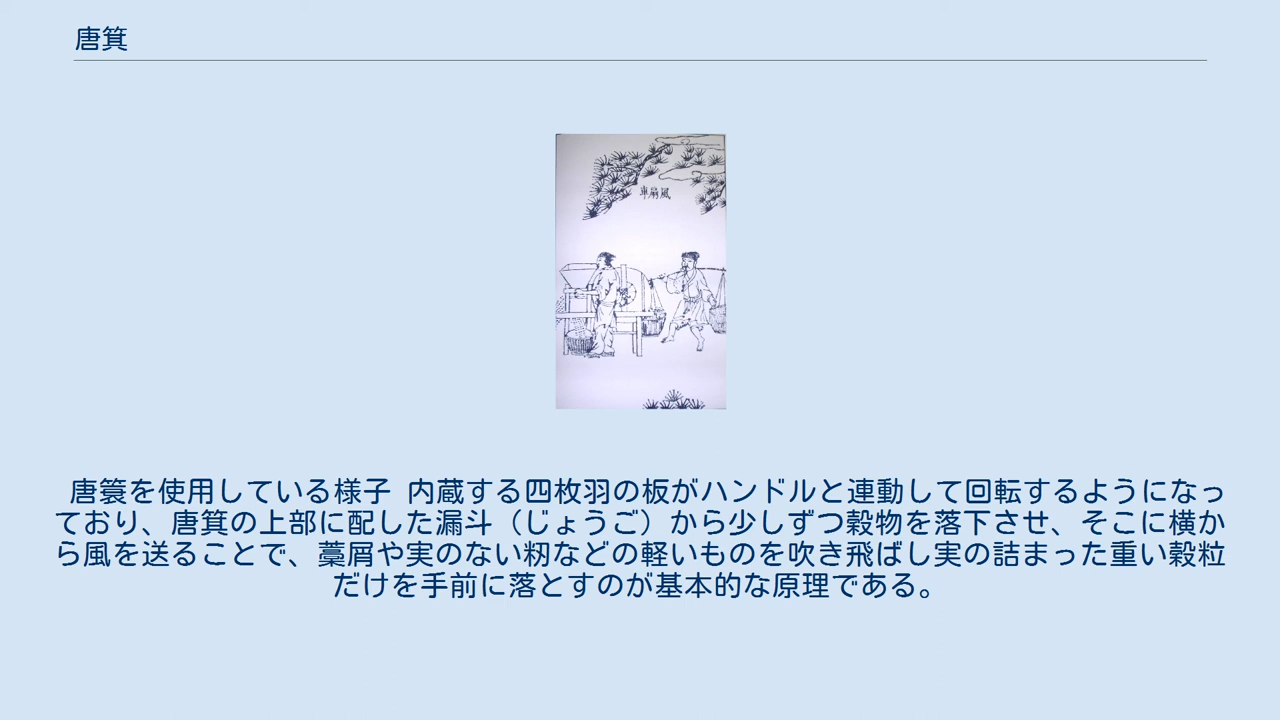 唐箕
車扇風
唐簑を使用している様子 内蔵する四枚羽の板がハンドルと連動して回転するようになっ
ており、唐箕の上部に配した漏斗（じょうご）から少しずつ穀物を落下させ、そこに横か
ら風を送ることで、藁屑や実のない籾などの軽いものを吹き飛ばし実の詰まった重い穀粒
だけを手前に落とすのが基本的な原理である。